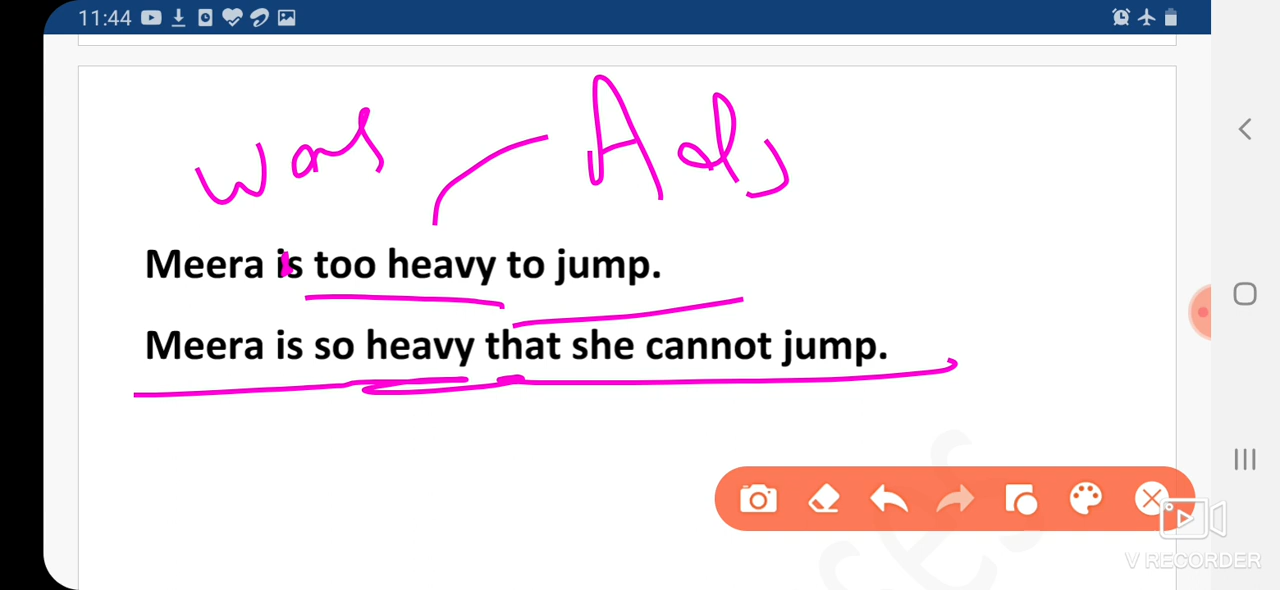 11:44
was Adj
Meera is too heavy to jump.
Meera is so heavy that she cannot jump.
V RECORDER